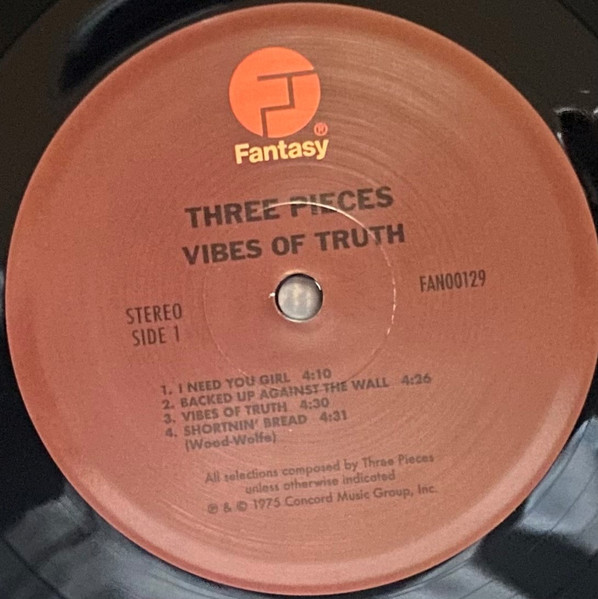 ®
Fantasy
THREE PIECES
VIBES OF TRUTH
FAN00129
STEREO
SIDE 1
1. I NEED YOU GIRL 4:10
2. BACKED UP AGAINST THE WALL 4:26
3. VIBES OF TRUTH 4:30
4. SHORTNIN' BREAD 4:31
(Wood-Wolfe)
All selections composed by Three Pieces
unless otherwise indicated
℗ & © 1975 Concord Music Group, Inc.